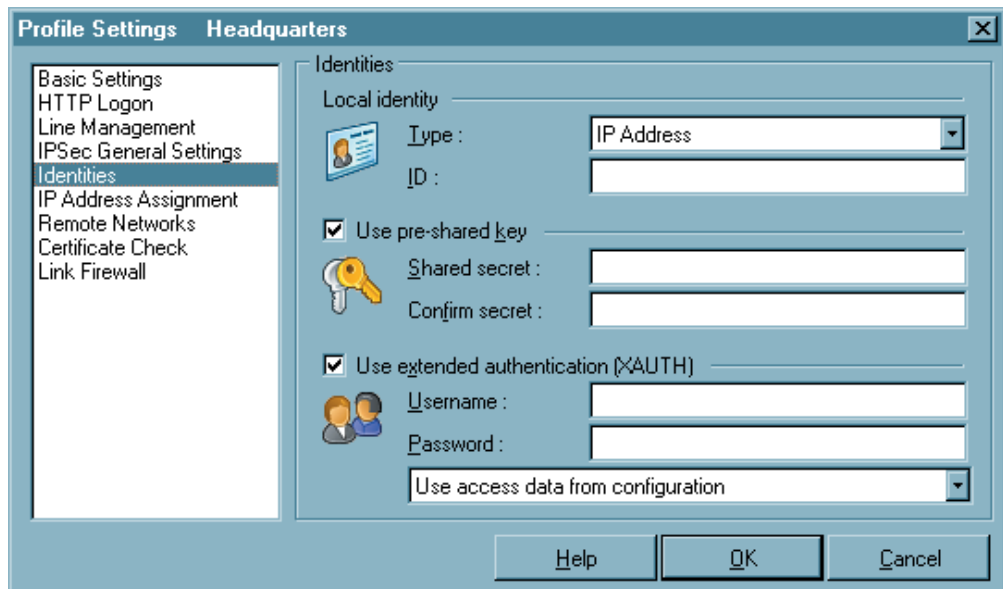 Profile Settings Headquarters
Basic Settings
HTTP Logon
Line Management
IPSec General Settings
Identities
IP Address Assignment
Remote Networks
Certificate Check
Link Firewall
Identities
Local identity
Type :
IP Address
ID :
Use pre-shared key
Shared secret :
Confirm secret :
Use extended authentication (XAUTH)
Username :
Password :
Use access data from configuration
Help
OK
Cancel